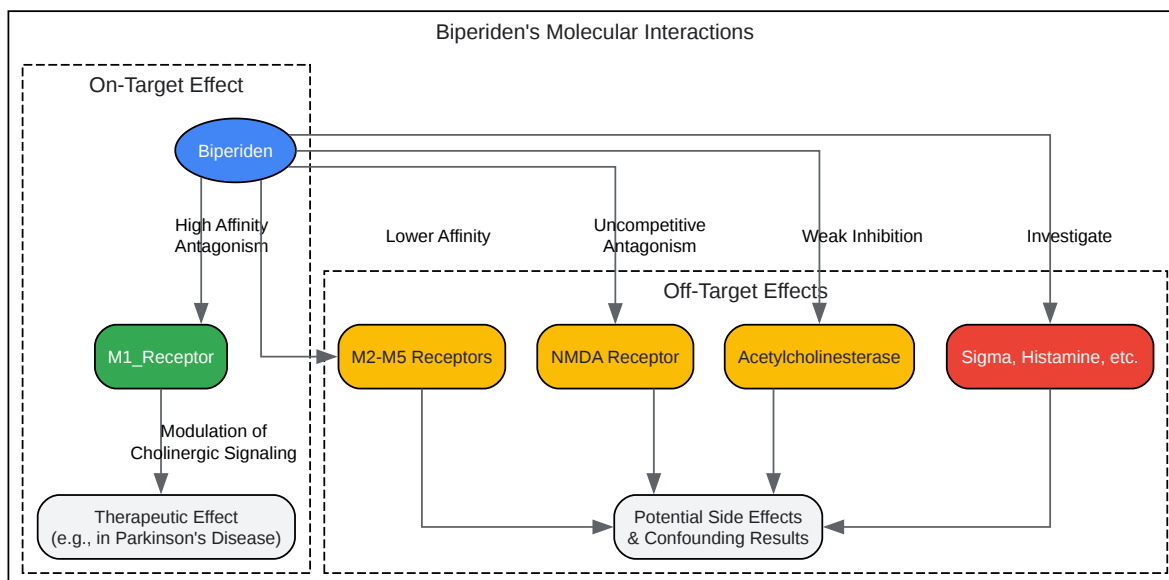 Biperiden's Molecular Interactions
On-Target Effect
Biperiden
High Affinity
Antagonism
Lower Affinity
Uncompetitive
Antagonism
Weak Inhibition
Investigate
Off-Target Effects
M1_Receptor
M2-M5 Receptors
NMDA Receptor
Acetylcholinesterase
Sigma, Histamine, etc.
Modulation of
Cholinergic Signaling
Therapeutic Effect
(e.g., in Parkinson's Disease)
Potential Side Effects
& Confounding Results